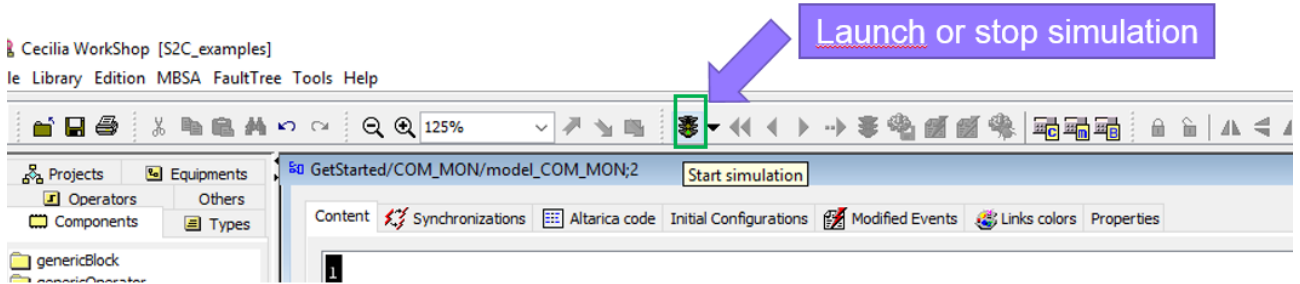 Launch or stop simulation
Cecilia WorkShop [S2C_examples]
le Library Edition MBSA FaultTree Tools Help
125%
Projects Equipments
GetStarted/COM_MON/model_COM_MON;2
Start simulation
Operators Others
Components Types
Content Synchronizations Altarica code Initial Configurations Modified Events Links colors Properties
genericBlock
genericOperator
1